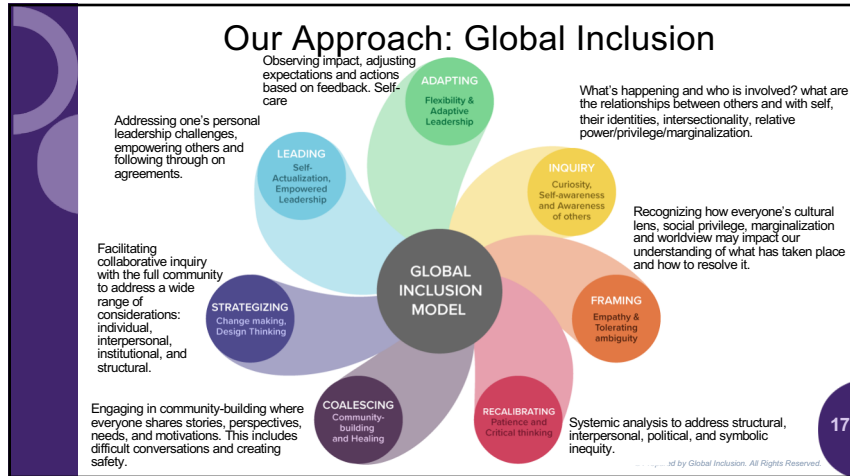 Our Approach: Global Inclusion
Observing impact, adjusting
expectations and actions
based on feedback. Self-
care
ADAPTING
Flexibility &
Adaptive
Leadership
What's happening and who is involved? what are
the relationships between others and with self,
their identities, intersectionality, relative
power/privilege/marginalization.
Addressing one's personal
leadership challenges,
empowering others and
following through on
agreements.
LEADING
Self-
Actualization,
Empowered
Leadership
INQUIRY
Curiosity,
Self-awareness
and Awareness
of others
Recognizing how everyone's cultural
lens, social privilege, marginalization
and worldview may impact our
understanding of what has taken place
and how to resolve it.
Facilitating
collaborative inquiry
with the full community
to address a wide
range of
considerations:
individual,
interpersonal,
institutional, and
structural.
GLOBAL
INCLUSION
MODEL
STRATEGIZING
Change making,
Design Thinking
FRAMING
Empathy &
Tolerating
ambiguity
Engaging in community-building where
everyone shares stories, perspectives,
needs, and motivations. This includes
difficult conversations and creating
safety.
COALESCING
Community-
building
and Healing
RECALIBRATING
Patience and
Critical thinking
Systemic analysis to address structural,
interpersonal, political, and symbolic
inequity.
17
by Global Inclusion. All Rights Reserved.